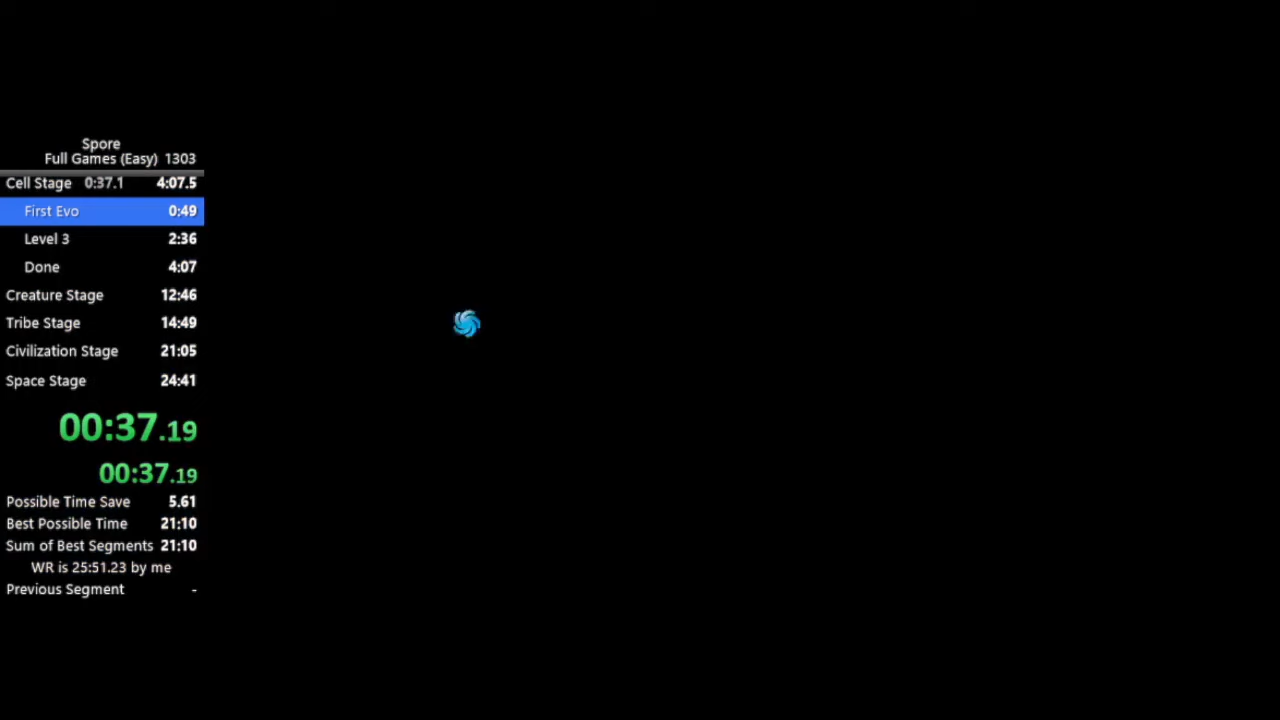 Spore
Full Games (Easy) 1303
Cell Stage 0:37.1 4:07.5
First Evo 0:49
Level 3 2:36
Done 4:07
Creature Stage 12:46
Tribe Stage 14:49
Civilization Stage 21:05
Space Stage 24:41
00:37.19
00:37.19
Possible Time Save 5.61
Best Possible Time 21:10
Sum of Best Segments 21:10
WR is 25:51.23 by me
Previous Segment -